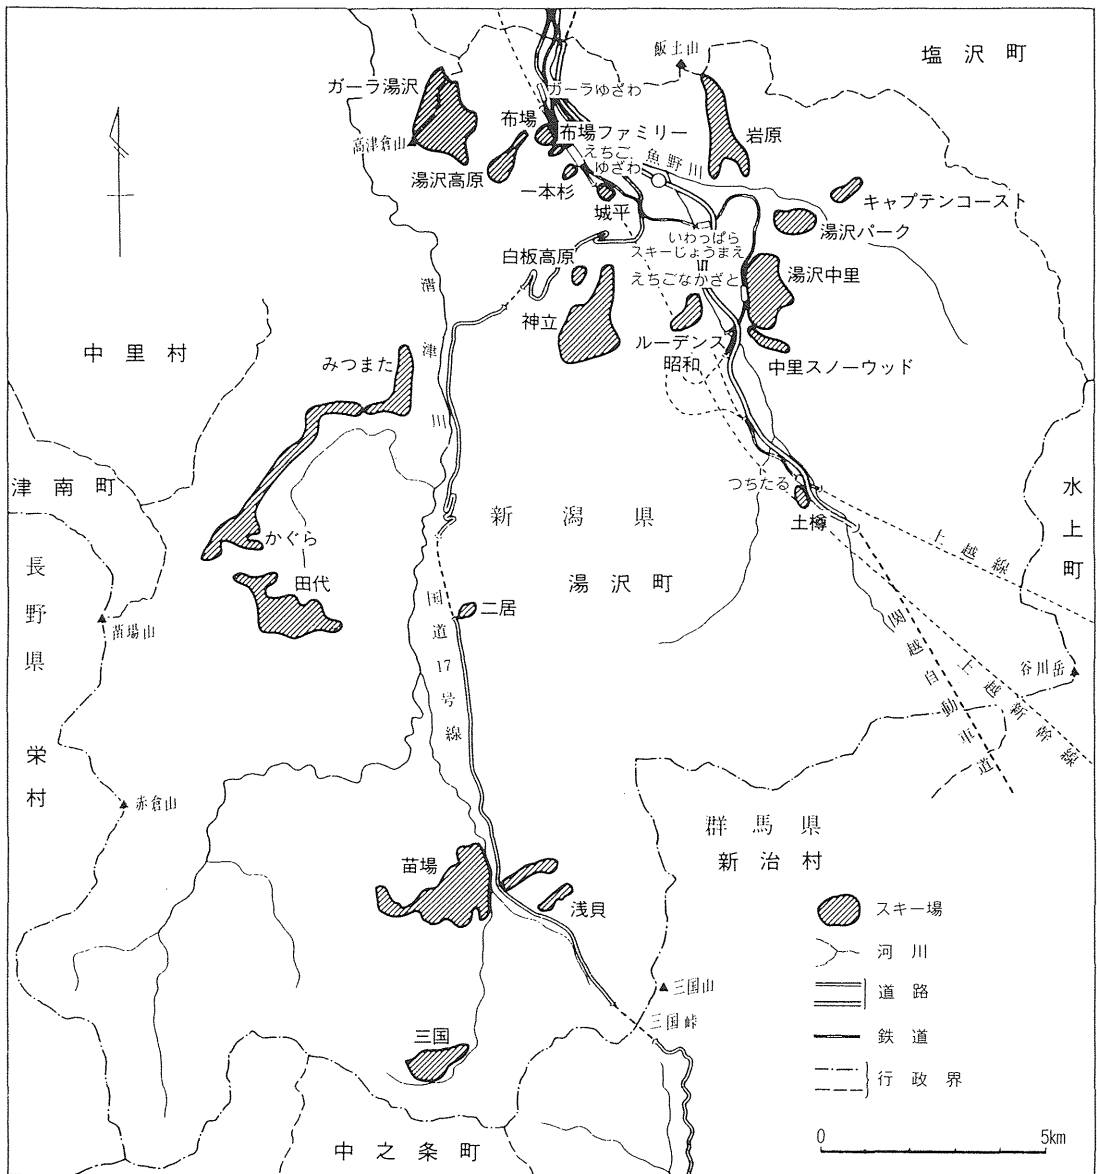 飯士山
塩沢町
ガーラ湯沢
ガーラゆざわ
布場
布場ファミリー
高津倉山
えちご
ゆざわ
魚野川
岩原
湯沢高原
一本杉
城平
キャプテンコースト
湯沢パーク
いわっぱら
スキーじょうまえ
白板高原
えちごなかざと
湯沢中里
清津川
神立
ルーデンス
昭和
中里スノーウッド
中里村
みつまた
津南町
つちたる
土樽
水上町
新潟県
湯沢町
上越線
かぐら
田代
長野県
栄村
苗場山
二居
国道17号線
関越自動車道
上越新幹線
谷川岳
赤倉山
群馬県
新治村
苗場
浅貝
スキー場
河川
道路
鉄道
行政界
三国山
三国峠
三国
中之条町
0
5km